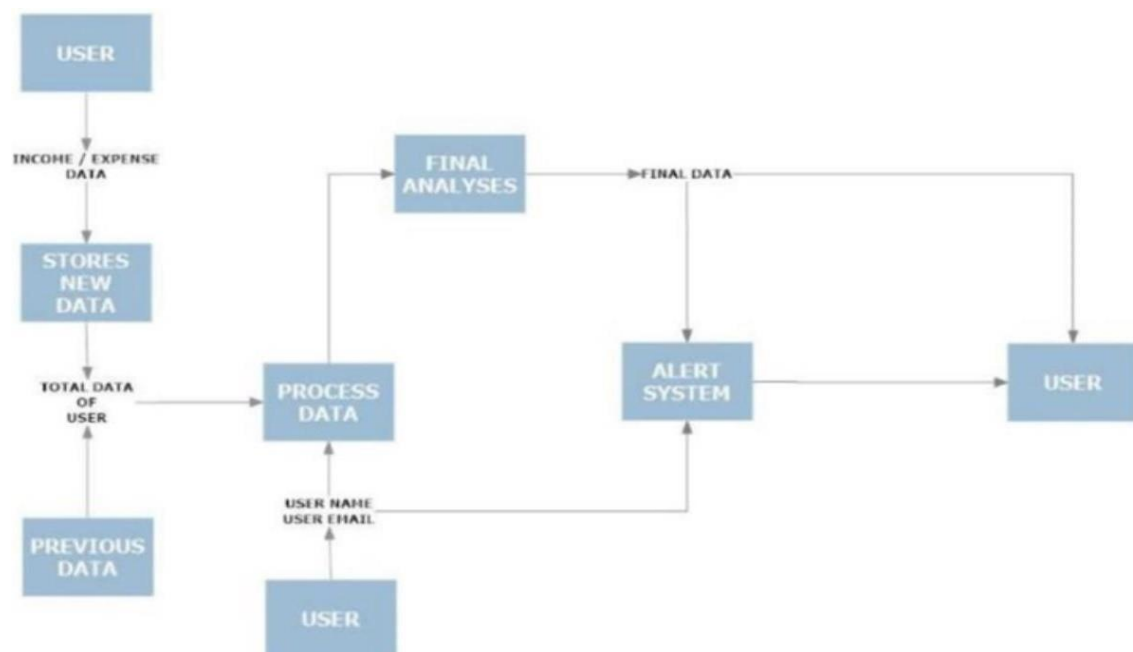 USER
INCOME / EXPENSE
DATA
STORES
NEW
DATA
TOTAL DATA
OF
USER
PREVIOUS
DATA
PROCESS
DATA
USER NAME
USER EMAIL
USER
FINAL
ANALYSES
FINAL DATA
ALERT
SYSTEM
USER